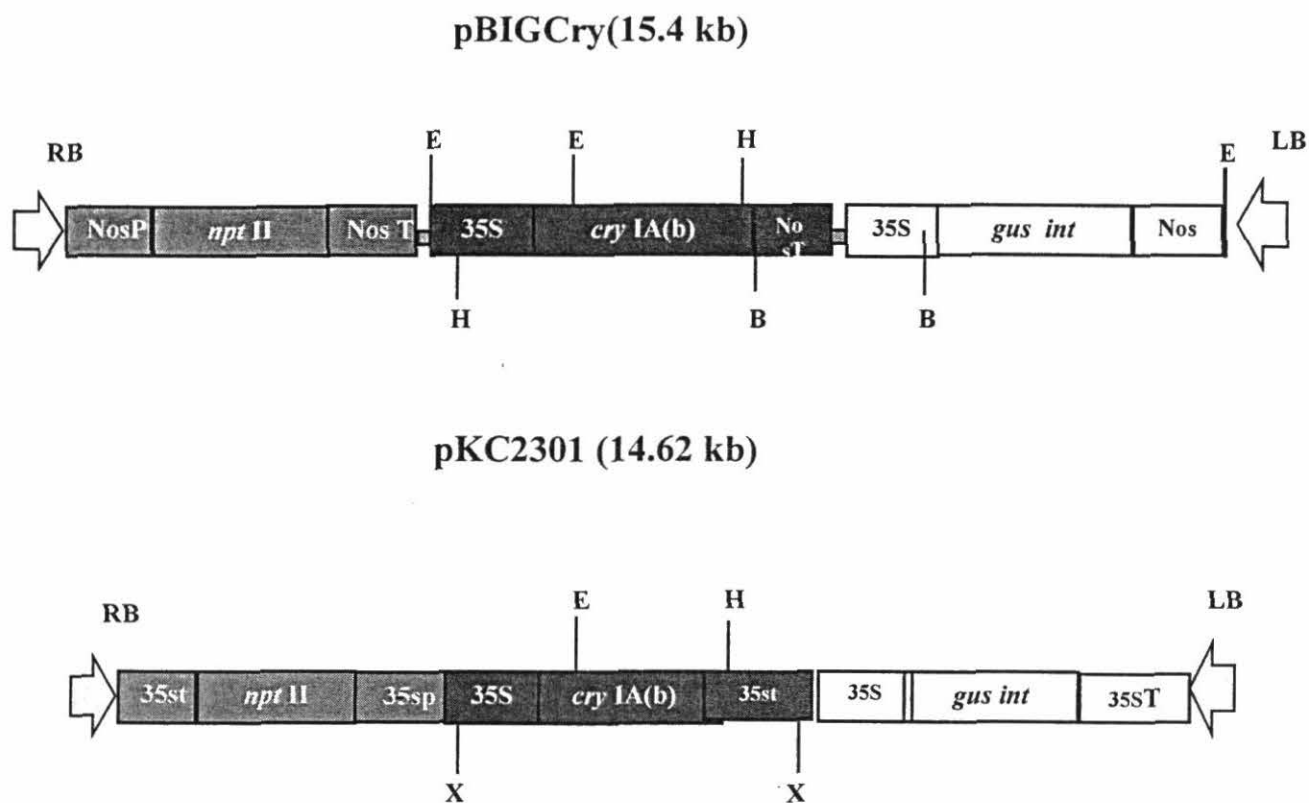 pBIGCry(15.4 kb)
E E H E
RB LB
NosP npt II Nos T 35S cry IA(b) No sT 35S gus int Nos
H B B
pKC2301 (14.62 kb)
E H
RB LB
35st npt II 35sp 35S cry IA(b) 35st 35S gus int 35sT
X X